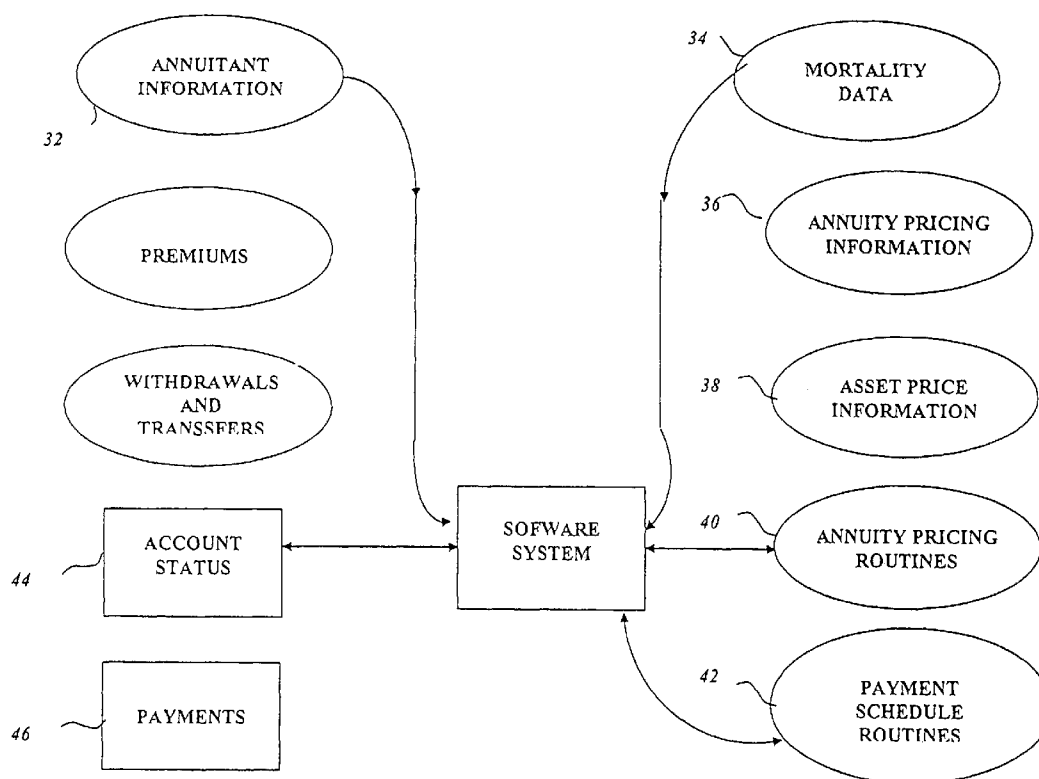 ANNUITANT
INFORMATION
32
PREMIUMS
WITHDRAWALS
AND
TRANSSFERS
ACCOUNT
STATUS
44
PAYMENTS
46
SOFWARE
SYSTEM
34
MORTALITY
DATA
36
ANNUITY PRICING
INFORMATION
38
ASSET PRICE
INFORMATION
40
ANNUITY PRICING
ROUTINES
42
PAYMENT
SCHEDULE
ROUTINES